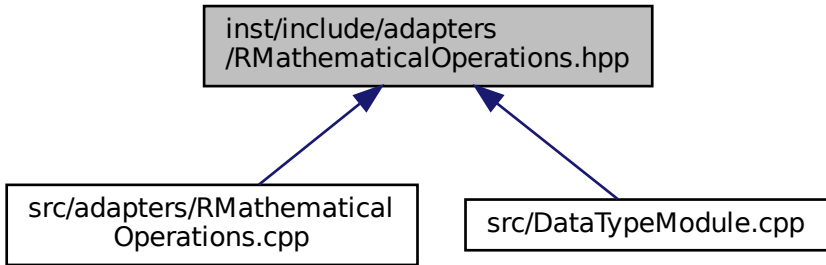 inst/include/adapters
/RMathematicalOperations.hpp
src/adapters/RMathematical
Operations.cpp
src/DataTypeModule.cpp